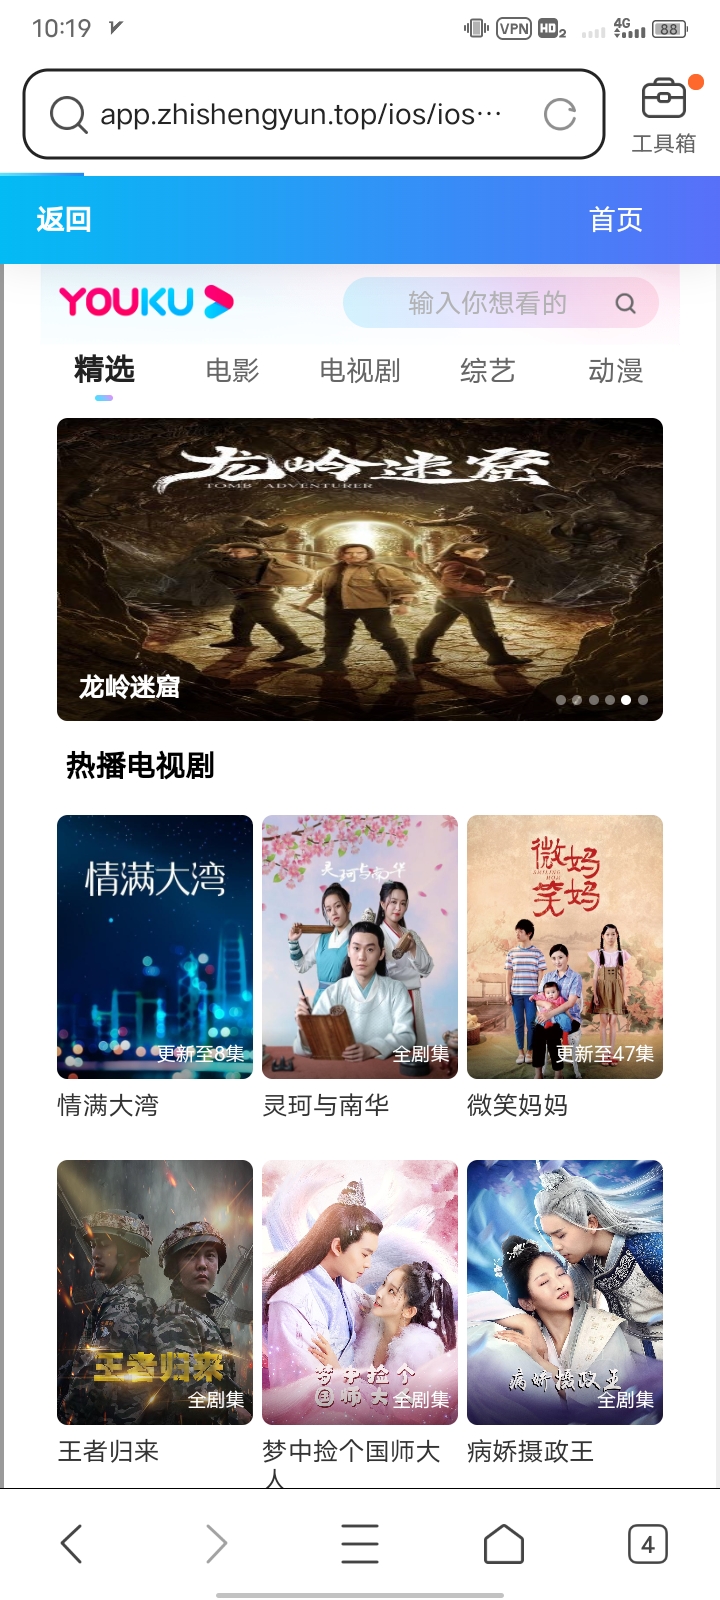 10:19
VPN HD2 4G 88
app.zhishengyun.top/ios/ios···
工具箱
返回 首页
YOUKU 输入你想看的
精选 电影 电视剧 综艺 动漫
龙岭迷窟
TOMB ADVENTURER
龙岭迷窟
热播电视剧
情满大湾
更新至8集
情满大湾
灵珂与南华
全剧集
灵珂与南华
微笑妈妈
更新至47集
微笑妈妈
王者归来
全剧集
王者归来
梦中捡个
国师大人
全剧集
梦中捡个国师大
人
病娇摄政王
全剧集
病娇摄政王
4